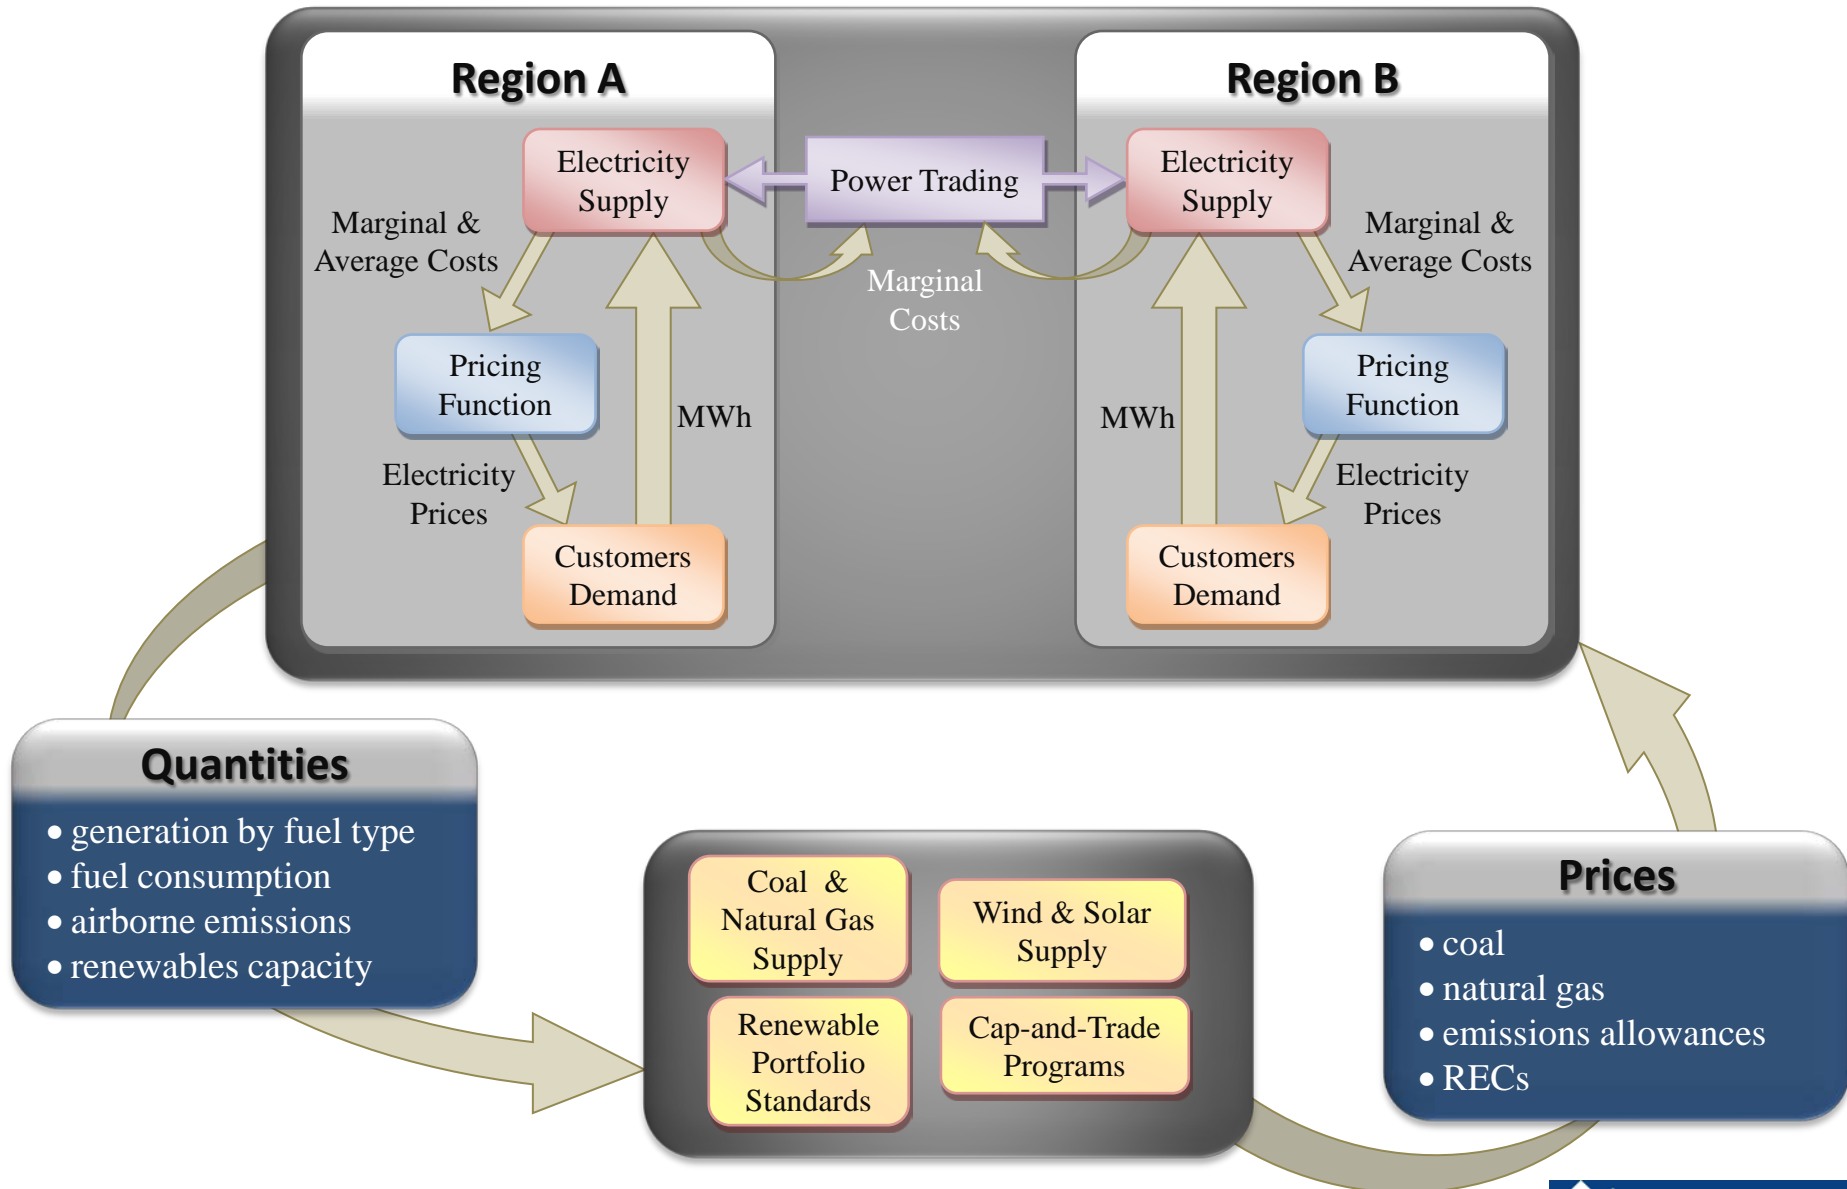 Region A
Region B
Electricity
Supply
Power Trading
Electricity
Supply
Marginal &
Average Costs
Marginal &
Average Costs
Marginal
Costs
Pricing
Function
MWh
MWh
Pricing
Function
Electricity
Prices
Electricity
Prices
Customers
Demand
Customers
Demand
Quantities
• generation by fuel type
• fuel consumption
• airborne emissions
• renewables capacity
Coal &
Natural Gas
Supply
Wind & Solar
Supply
Renewable
Portfolio
Standards
Cap-and-Trade
Programs
Prices
• coal
• natural gas
• emissions allowances
• RECs